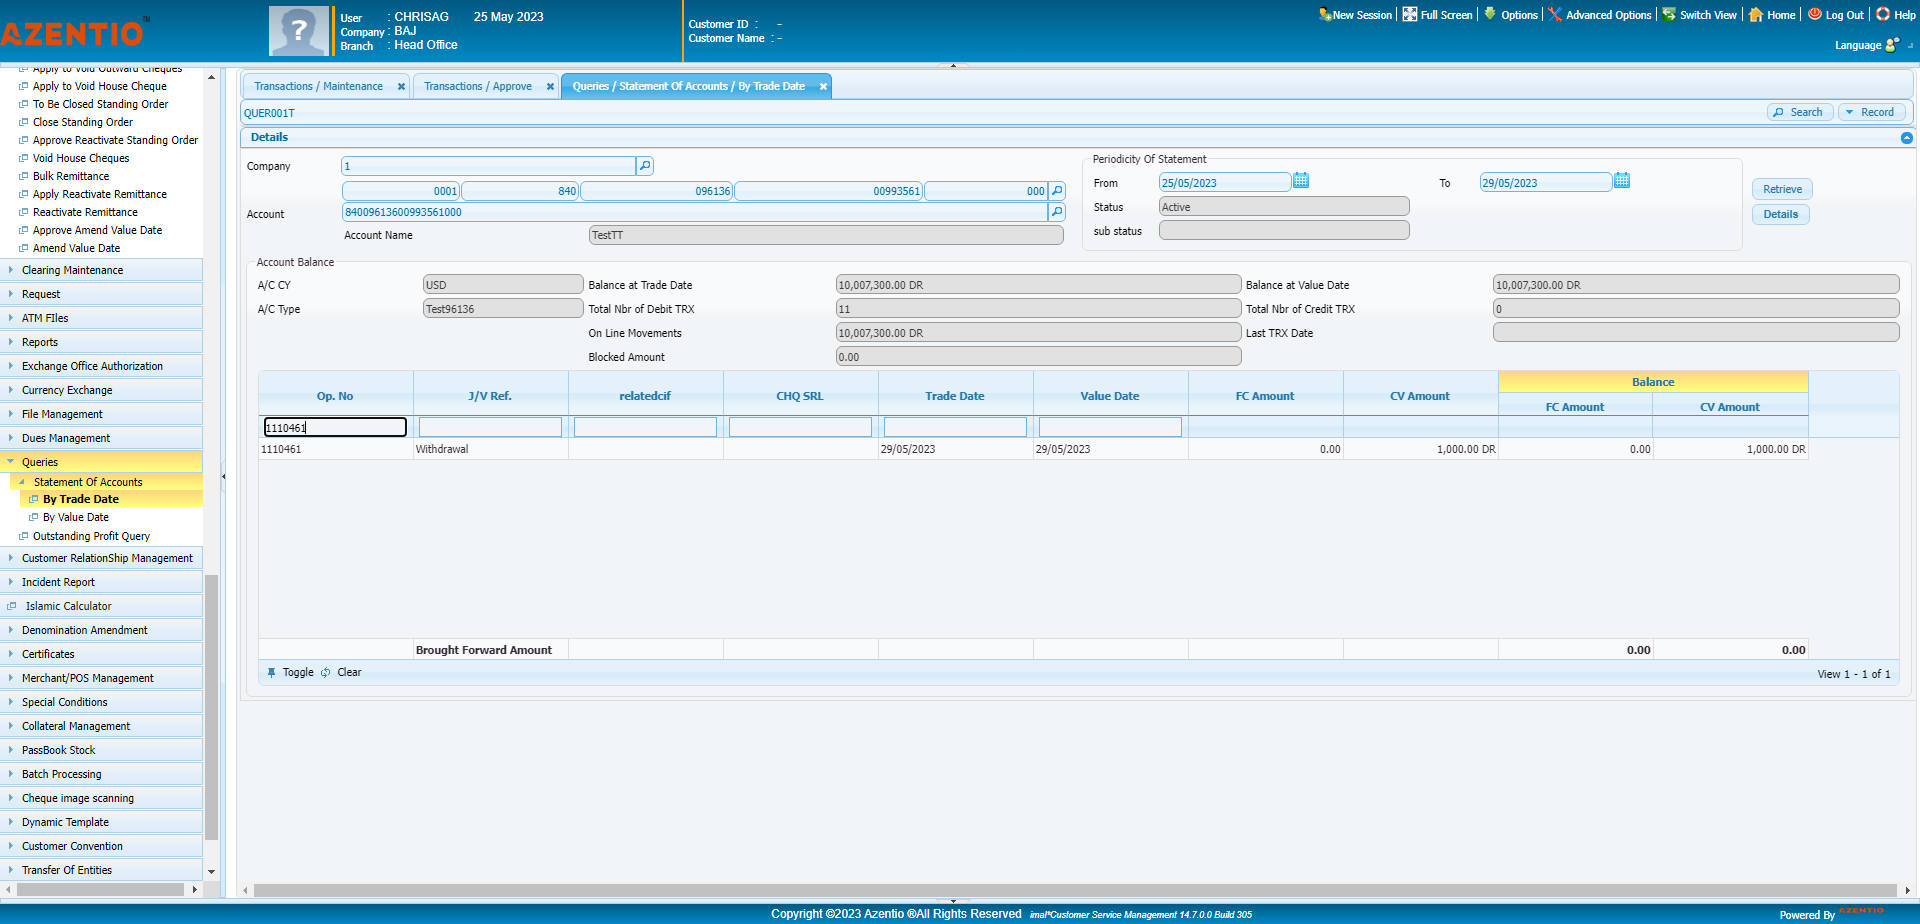 AZENTIO™
User : CHRISAG 25 May 2023
Company : BAJ
Branch : Head Office
Customer ID : -
Customer Name : -
New Session
Full Screen
Options
Advanced Options
Switch View
Home
Log Out
Help
Language
Apply to Void Outward Cheques
Apply to Void House Cheque
To Be Closed Standing Order
Close Standing Order
Approve Reactivate Standing Order
Void House Cheques
Bulk Remittance
Apply Reactivate Remittance
Reactivate Remittance
Approve Amend Value Date
Amend Value Date
Clearing Maintenance
Request
ATM FIles
Reports
Exchange Office Authorization
Currency Exchange
File Management
Dues Management
Queries
Statement Of Accounts
By Trade Date
By Value Date
Outstanding Profit Query
Customer RelationShip Management
Incident Report
Islamic Calculator
Denomination Amendment
Certificates
Merchant/POS Management
Special Conditions
Collateral Management
PassBook Stock
Batch Processing
Cheque image scanning
Dynamic Template
Customer Convention
Transfer Of Entities
Transactions / Maintenance
Transactions / Approve
Queries / Statement Of Accounts / By Trade Date
QUER001T
Search
Record
Details
Company 1
0001 840 096136 00993561 000
Account 84009613600993561000
Account Name TestTT
Periodicity Of Statement
From 25/05/2023 To 29/05/2023
Status Active
sub status
Retrieve
Details
Account Balance
A/C CY USD Balance at Trade Date 10,007,300.00 DR Balance at Value Date 10,007,300.00 DR
A/C Type Test96136 Total Nbr of Debit TRX 11 Total Nbr of Credit TRX 0
On Line Movements 10,007,300.00 DR Last TRX Date
Blocked Amount 0.00
Op. No J/V Ref. relatedcif CHQ SRL Trade Date Value Date FC Amount CV Amount Balance
FC Amount CV Amount
1110461
1110461 Withdrawal 29/05/2023 29/05/2023 0.00 1,000.00 DR 0.00 1,000.00 DR
Brought Forward Amount 0.00 0.00
Toggle Clear View 1 - 1 of 1
Copyright ©2023 Azentio ®All Rights Reserved imal*Customer Service Management 14.7.0.0 Build 305
Powered By AZENTIO